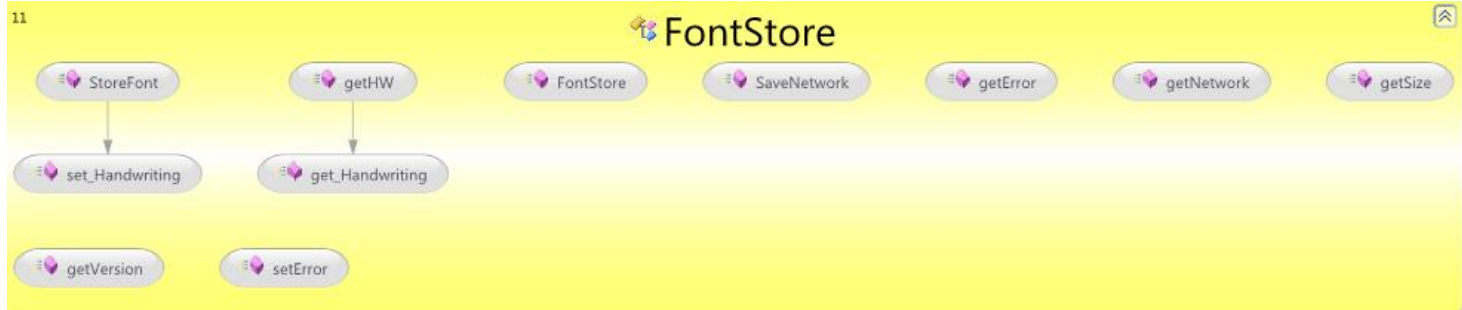 11
FontStore
StoreFont getHW FontStore SaveNetwork getError getNetwork getSize
set_Handwriting get_Handwriting
getVersion setError